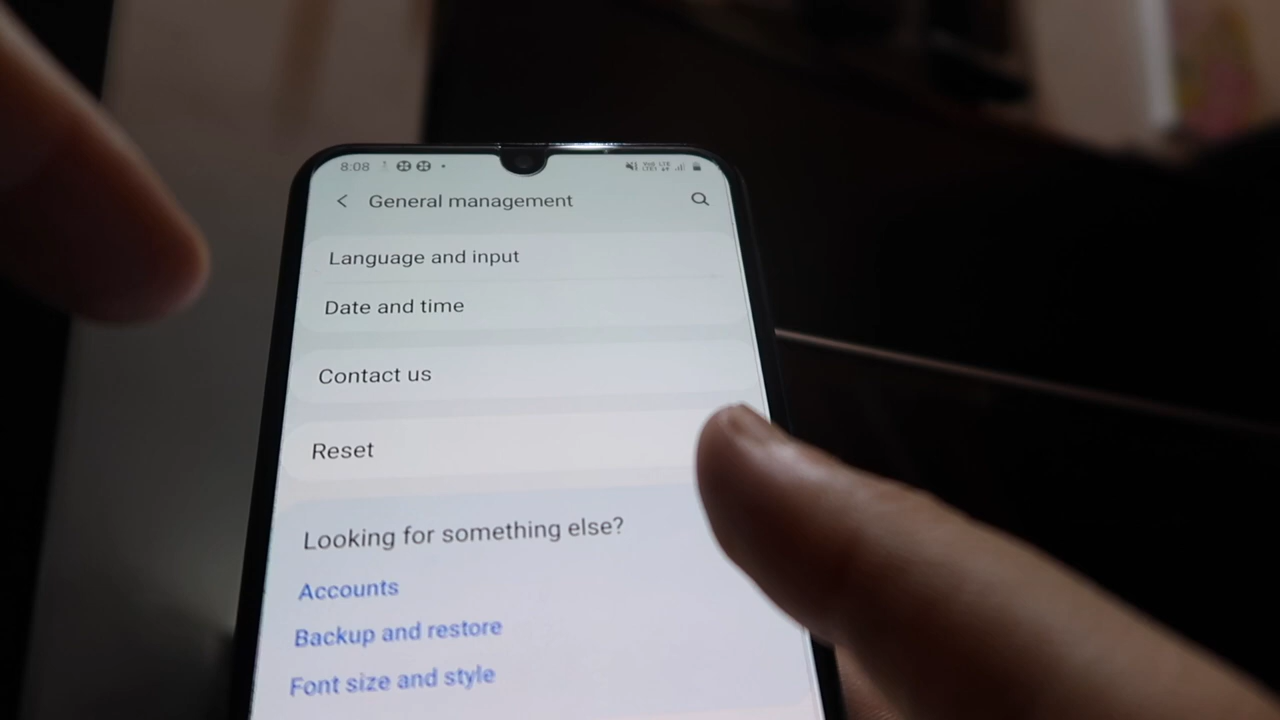 8:08
General management
Language and input
Date and time
Contact us
Reset
Looking for something else?
Accounts
Backup and restore
Font size and style